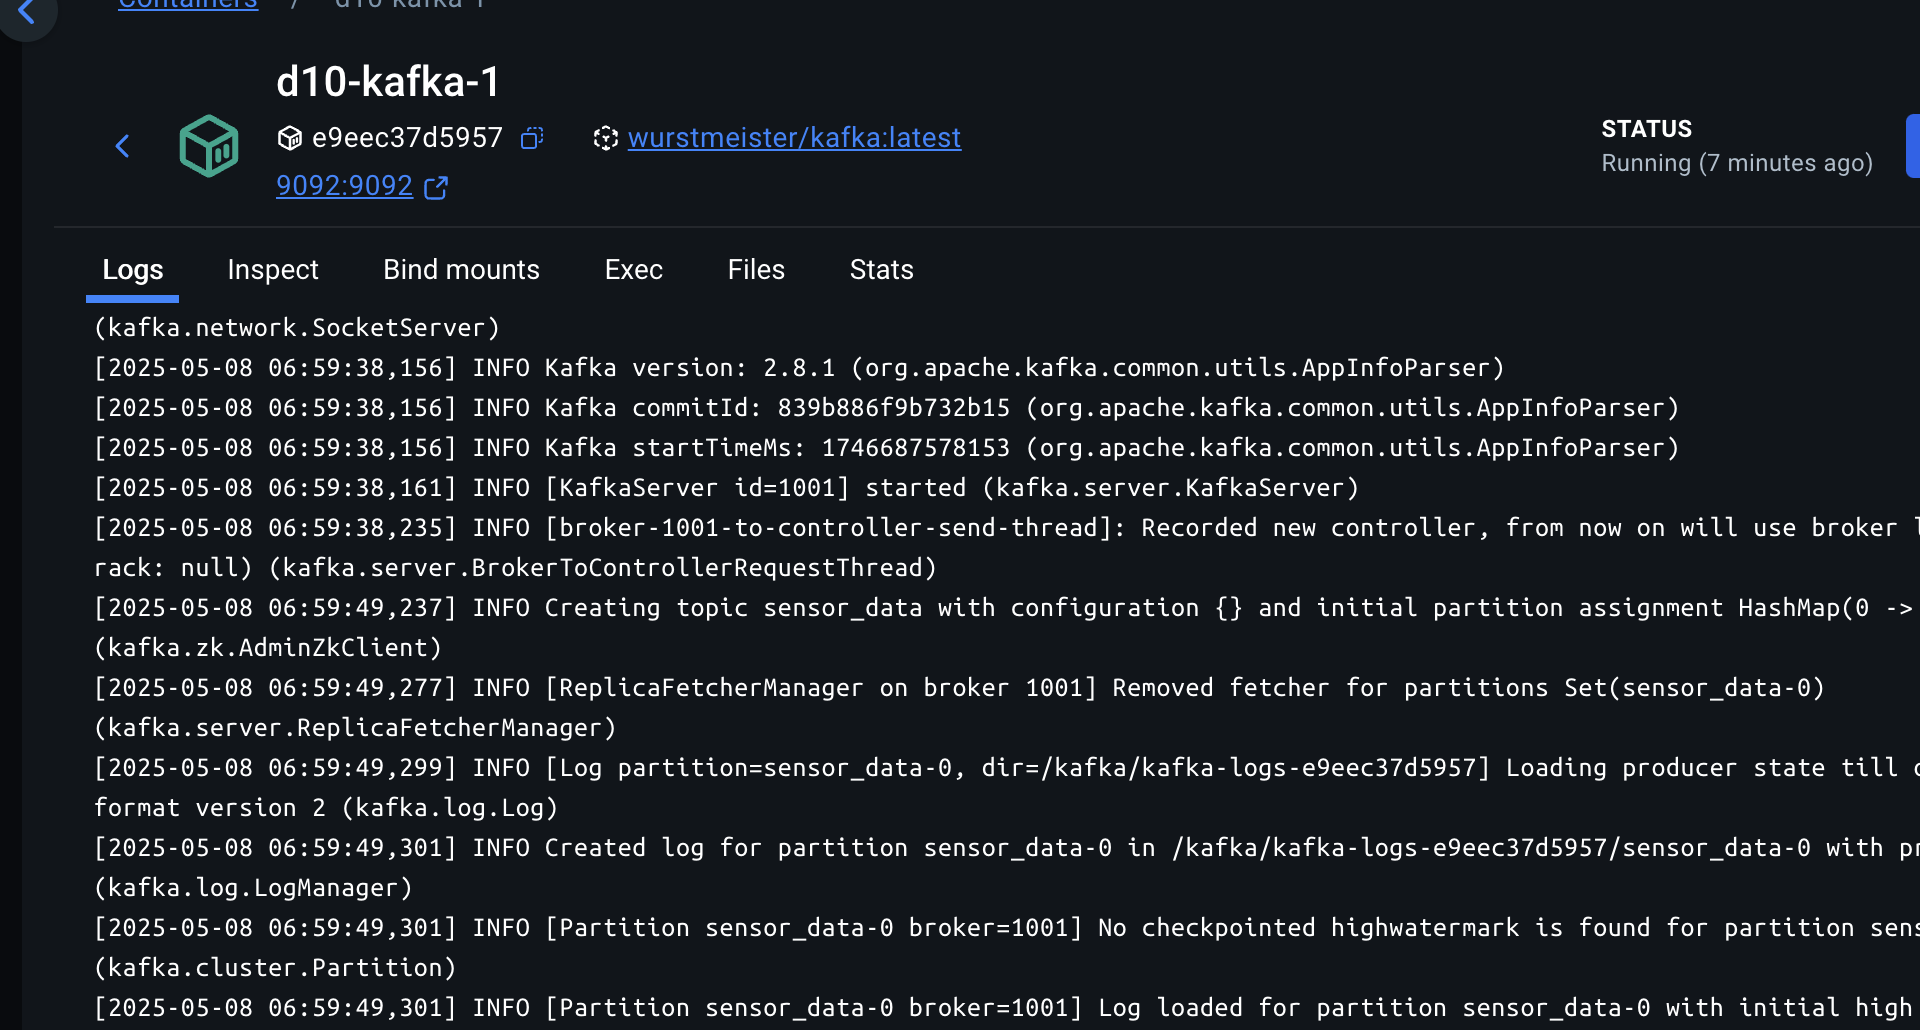 Containers / d10-kafka-1
d10-kafka-1
e9eec37d5957 wurstmeister/kafka:latest
9092:9092
STATUS
Running (7 minutes ago)
Logs Inspect Bind mounts Exec Files Stats
(kafka.network.SocketServer)
[2025-05-08 06:59:38,156] INFO Kafka version: 2.8.1 (org.apache.kafka.common.utils.AppInfoParser)
[2025-05-08 06:59:38,156] INFO Kafka commitId: 839b886f9b732b15 (org.apache.kafka.common.utils.AppInfoParser)
[2025-05-08 06:59:38,156] INFO Kafka startTimeMs: 1746687578153 (org.apache.kafka.common.utils.AppInfoParser)
[2025-05-08 06:59:38,161] INFO [KafkaServer id=1001] started (kafka.server.KafkaServer)
[2025-05-08 06:59:38,235] INFO [broker-1001-to-controller-send-thread]: Recorded new controller, from now on will use broker
rack: null) (kafka.server.BrokerToControllerRequestThread)
[2025-05-08 06:59:49,237] INFO Creating topic sensor_data with configuration {} and initial partition assignment HashMap(0 ->
(kafka.zk.AdminZkClient)
[2025-05-08 06:59:49,277] INFO [ReplicaFetcherManager on broker 1001] Removed fetcher for partitions Set(sensor_data-0)
(kafka.server.ReplicaFetcherManager)
[2025-05-08 06:59:49,299] INFO [Log partition=sensor_data-0, dir=/kafka/kafka-logs-e9eec37d5957] Loading producer state till
format version 2 (kafka.log.Log)
[2025-05-08 06:59:49,301] INFO Created log for partition sensor_data-0 in /kafka/kafka-logs-e9eec37d5957/sensor_data-0 with
(kafka.log.LogManager)
[2025-05-08 06:59:49,301] INFO [Partition sensor_data-0 broker=1001] No checkpointed highwatermark is found for partition
(kafka.cluster.Partition)
[2025-05-08 06:59:49,301] INFO [Partition sensor_data-0 broker=1001] Log loaded for partition sensor_data-0 with initial high